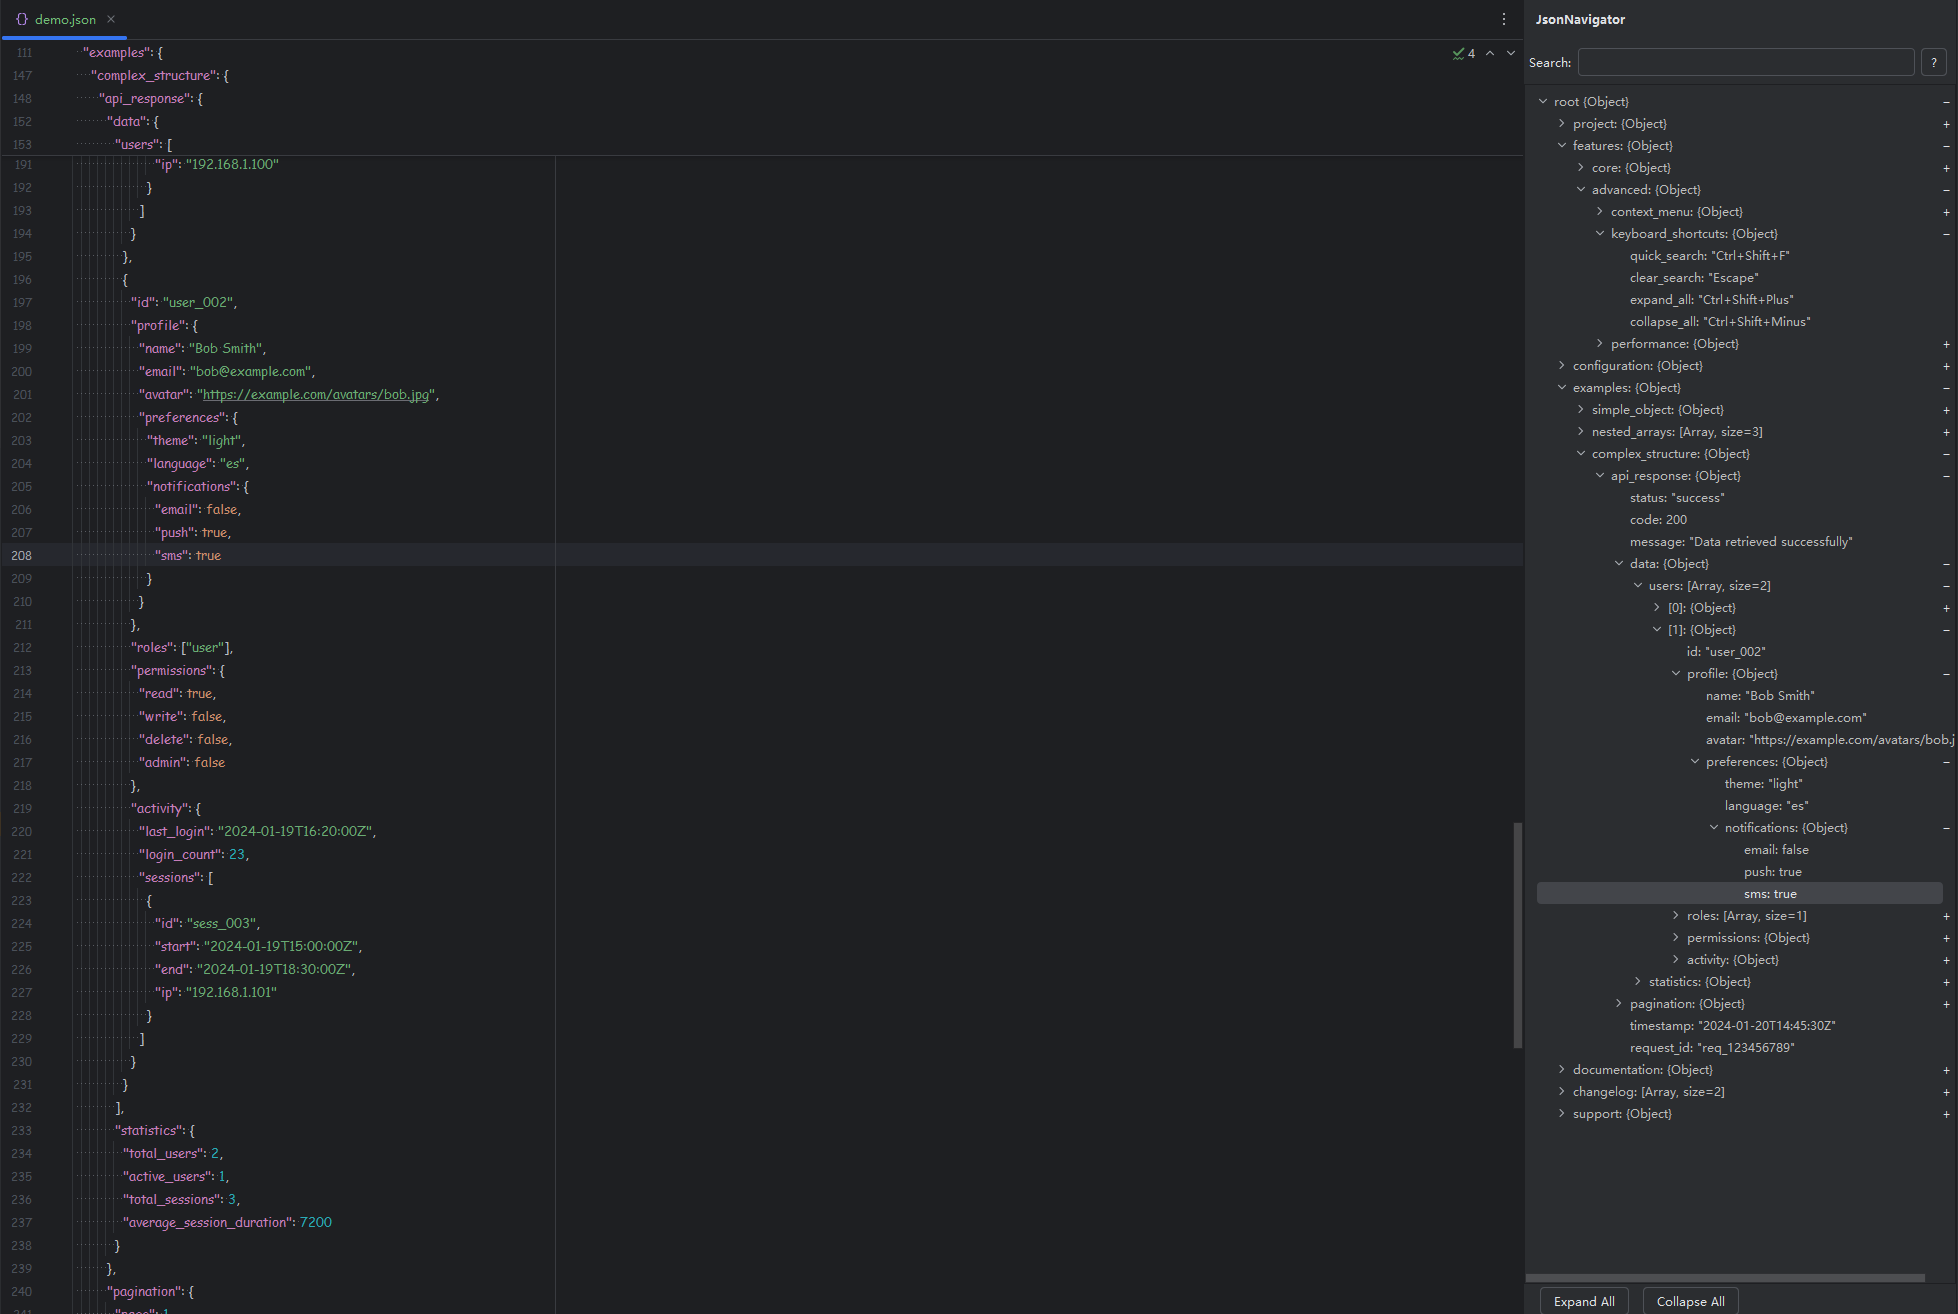 demo.json
111 "examples": {
147 "complex_structure": {
148 "api_response": {
152 "data": {
153 "users": [
191 "ip": "192.168.1.100"
192 }
193 ]
194 }
195 },
196 {
197 "id": "user_002",
198 "profile": {
199 "name": "Bob Smith",
200 "email": "bob@example.com",
201 "avatar": "https://example.com/avatars/bob.jpg",
202 "preferences": {
203 "theme": "light",
204 "language": "es",
205 "notifications": {
206 "email": false,
207 "push": true,
208 "sms": true
209 }
210 }
211 },
212 "roles": ["user"],
213 "permissions": {
214 "read": true,
215 "write": false,
216 "delete": false,
217 "admin": false
218 },
219 "activity": {
220 "last_login": "2024-01-19T16:20:00Z",
221 "login_count": 23,
222 "sessions": [
223 {
224 "id": "sess_003",
225 "start": "2024-01-19T15:00:00Z",
226 "end": "2024-01-19T18:30:00Z",
227 "ip": "192.168.1.101"
228 }
229 ]
230 }
231 }
232 ],
233 "statistics": {
234 "total_users": 2,
235 "active_users": 1,
236 "total_sessions": 3,
237 "average_session_duration": 7200
238 }
239 },
240 "pagination": {
4
JsonNavigator
Search:
?
root {Object}
project: {Object}
features: {Object}
core: {Object}
advanced: {Object}
context_menu: {Object}
keyboard_shortcuts: {Object}
quick_search: "Ctrl+Shift+F"
clear_search: "Escape"
expand_all: "Ctrl+Shift+Plus"
collapse_all: "Ctrl+Shift+Minus"
performance: {Object}
configuration: {Object}
examples: {Object}
simple_object: {Object}
nested_arrays: [Array, size=3]
complex_structure: {Object}
api_response: {Object}
status: "success"
code: 200
message: "Data retrieved successfully"
data: {Object}
users: [Array, size=2]
[0]: {Object}
[1]: {Object}
id: "user_002"
profile: {Object}
name: "Bob Smith"
email: "bob@example.com"
avatar: "https://example.com/avatars/bob.j
preferences: {Object}
theme: "light"
language: "es"
notifications: {Object}
email: false
push: true
sms: true
roles: [Array, size=1]
permissions: {Object}
activity: {Object}
statistics: {Object}
pagination: {Object}
timestamp: "2024-01-20T14:45:30Z"
request_id: "req_123456789"
documentation: {Object}
changelog: [Array, size=2]
support: {Object}
Expand All
Collapse All